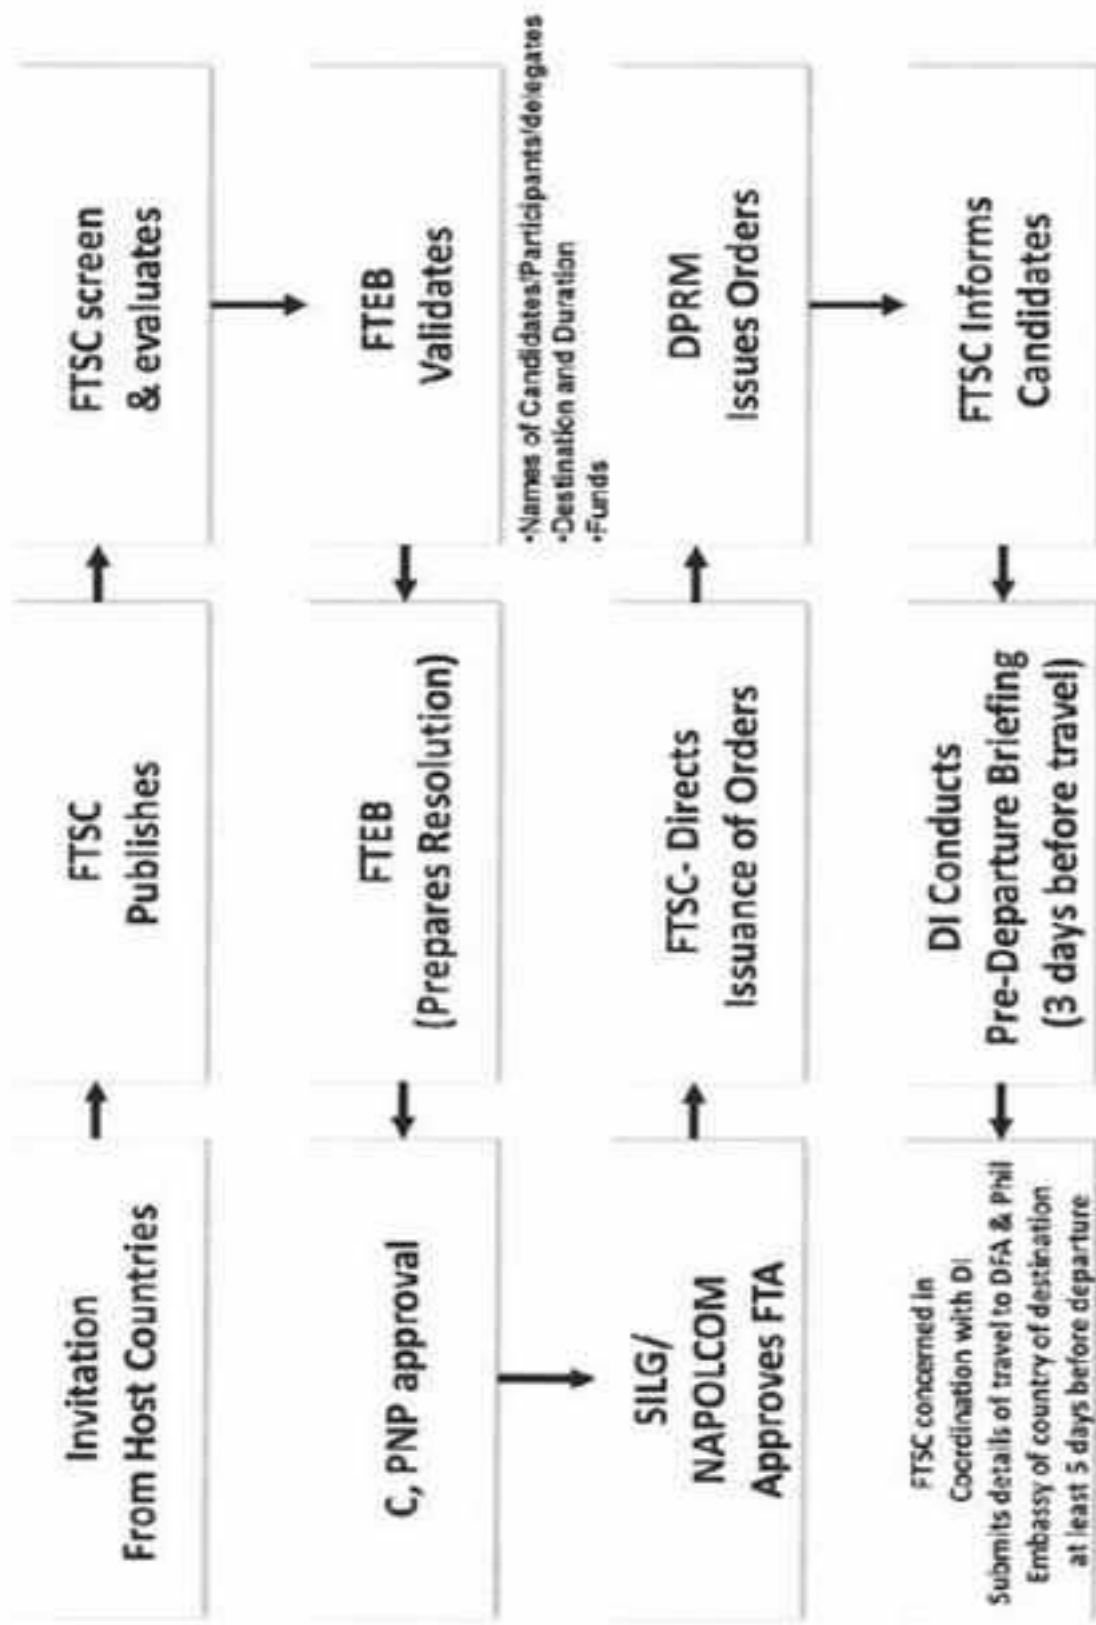 Invitation
From Host Countries
FTSC
Publishes
FTSC screen
& evaluates
FTEB
Validates
•Names of Candidates/Participants/delegates
•Destination and Duration
•Funds
FTEB
(Prepares Resolution)
C, PNP approval
SILG/
NAPOLCOM
Approves FTA
FTSC- Directs
Issuance of Orders
DPRM
Issues Orders
FTSC Informs
Candidates
DI Conducts
Pre-Departure Briefing
(3 days before travel)
FTSC concerned in
Coordination with DI
Submits details of travel to DFA & Phil
Embassy of country of destination
at least 5 days before departure